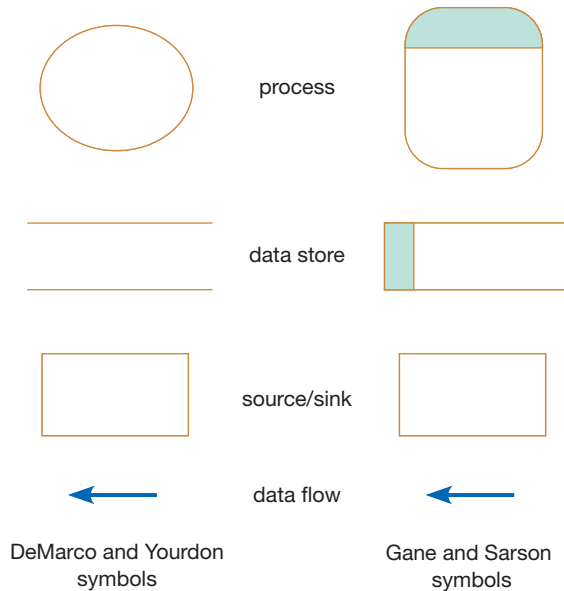 process
data store
source/sink
data flow
DeMarco and Yourdon
symbols
Gane and Sarson
symbols